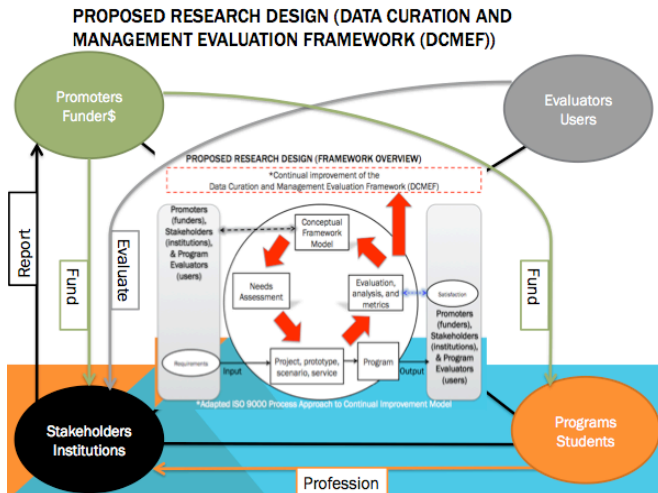 PROPOSED RESEARCH DESIGN (DATA CURATION AND
MANAGEMENT EVALUATION FRAMEWORK (DCMEF))
Promoters
Funder$
Evaluators
Users
PROPOSED RESEARCH DESIGN (FRAMEWORK OVERVIEW)
*Continual improvement of the
Data Curation and Management Evaluation Framework (DCMEF)
Promoters
(funders),
Stakeholders
(institutions),
& Program
Evaluators
(users)
Conceptual
Framework
Model
Needs
Assessment
Evaluation,
analysis, and
metrics
Satisfaction
Promoters
(funders),
Stakeholders
(institutions),
& Program
Evaluators
(users)
Requirements
Input
Project, prototype,
scenario, service
Program
Output
*Adapted ISO 9000 Process Approach to Continual Improvement Model
Report
Fund
Evaluate
Fund
Stakeholders
Institutions
Programs
Students
Profession